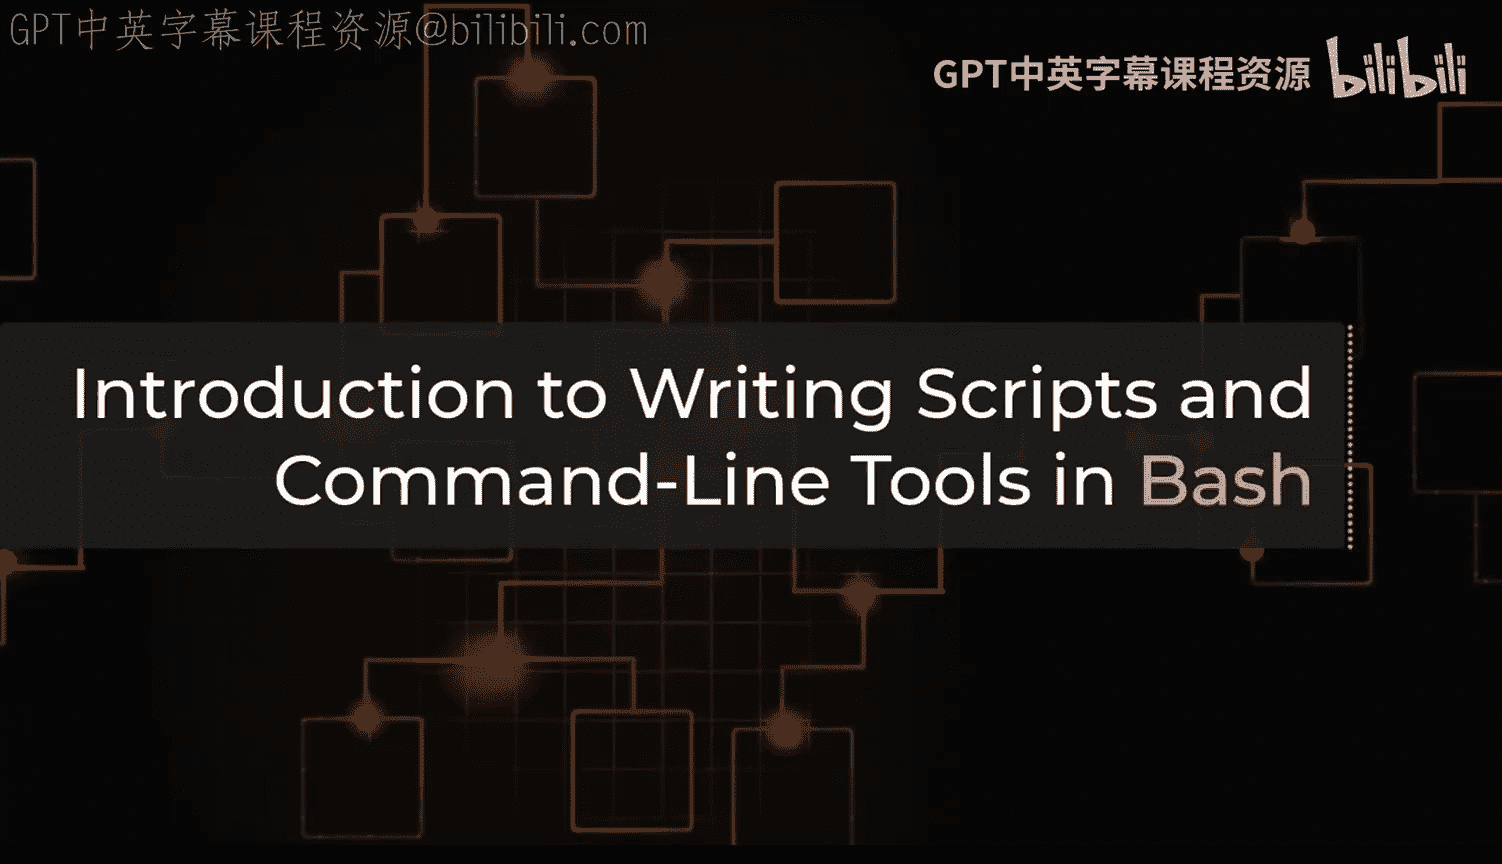 GPT中英字幕课程资源@bilibili.com
GPT中英字幕课程资源 bilibili
Introduction to Writing Scripts and
Command-Line Tools in Bash